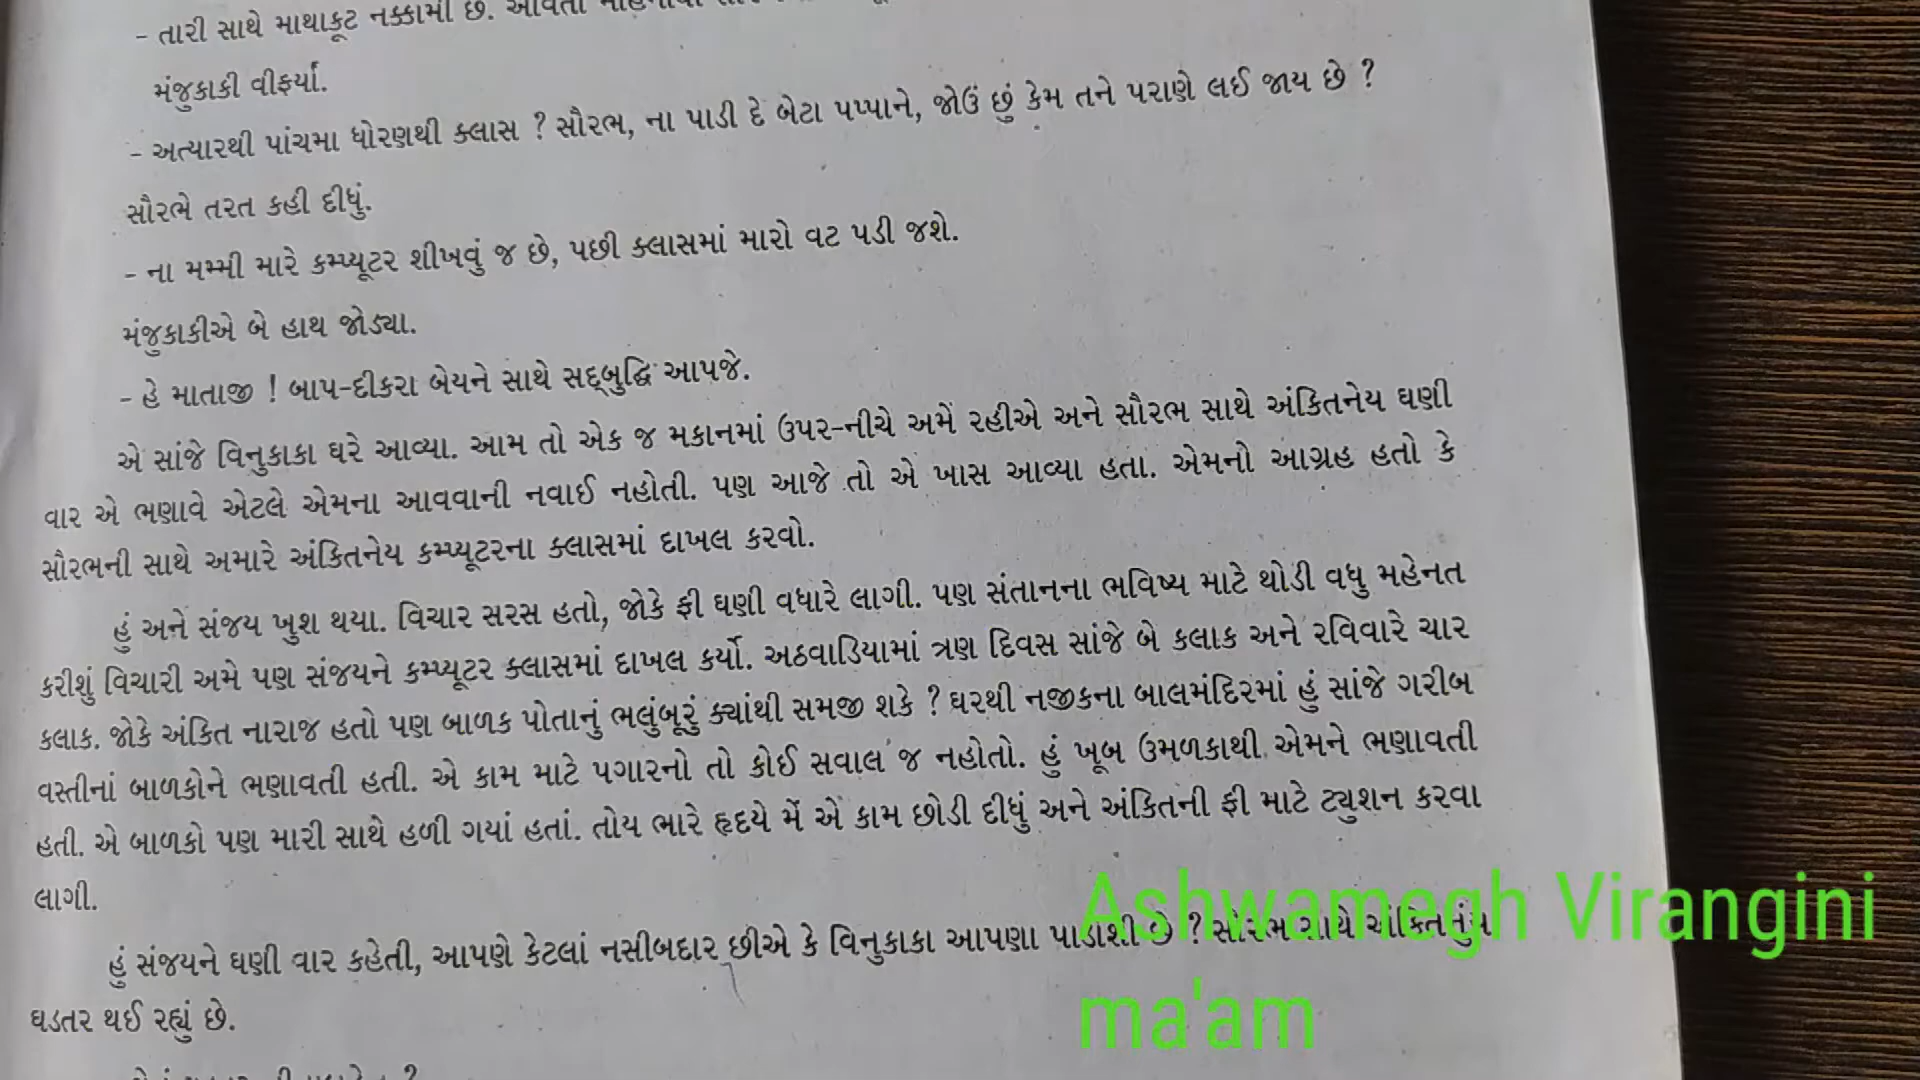 - તારી સાથે માથાકૂટ નક્કામી છે. આવતા
મંજુકાકી વીફર્યાં.
- અત્યારથી પાંચમા ધોરણથી ક્લાસ ? સૌરભ, ના પાડી દે બેટા પપ્પાને, જોઉં છું કેમ તને પરાણે લઈ જાય છે ?
સૌરભે તરત કહી દીધું.
- ના મમ્મી મારે કમ્પ્યૂટર શીખવું જ છે, પછી ક્લાસમાં મારો વટ પડી જશે.
મંજુકાકીએ બે હાથ જોડ્યા.
- હે માતાજી ! બાપ-દીકરા બેયને સાથે સદ્બુદ્ધિ આપજે.
એ સાંજે વિનુકાકા ઘરે આવ્યા. આમ તો એક જ મકાનમાં ઉપર-નીચે અમેં રહીએ અને સૌરભ સાથે અંકિતનેય ઘણી
વાર એ ભણાવે એટલે એમના આવવાની નવાઈ નહોતી. પણ આજે તો એ ખાસ આવ્યા હતા. એમનો આગ્રહ હતો કે
સૌરભની સાથે અમારે અંકિતનેય કમ્પ્યૂટરના ક્લાસમાં દાખલ કરવો.
હું અને સંજય ખુશ થયા. વિચાર સરસ હતો, જોકે ફી ઘણી વધારે લાગી. પણ સંતાનના ભવિષ્ય માટે થોડી વધુ મહેનત
કરીશું વિચારી અમે પણ સંજયને કમ્પ્યૂટર ક્લાસમાં દાખલ કર્યો. અઠવાડિયામાં ત્રણ દિવસ સાંજે બે કલાક અને રવિવારે ચાર
કલાક. જોકે અંકિત નારાજ હતો પણ બાળક પોતાનું ભલુંબૂરું ક્યાંથી સમજી શકે ? ઘરથી નજીકના બાલમંદિરમાં હું સાંજે ગરીબ
વસ્તીનાં બાળકોને ભણાવતી હતી. એ કામ માટે પગારનો તો કોઈ સવાલ જ નહોતો. હું ખૂબ ઉમળકાથી એમને ભણાવતી
હતી. એ બાળકો પણ મારી સાથે હળી ગયાં હતાં. તોય ભારે હૃદયે મેં એ કામ છોડી દીધું અને અંકિતની ફી માટે ટ્યુશન કરવા
લાગી.
હું સંજયને ઘણી વાર કહેતી, આપણે કેટલાં નસીબદાર છીએ કે વિનુકાકા આપણા પાડોશી છે ? સૌરભ સાથે અંકિતનુંય
ઘડતર થઈ રહ્યું છે.
Ashwamegh Virangini
ma'am